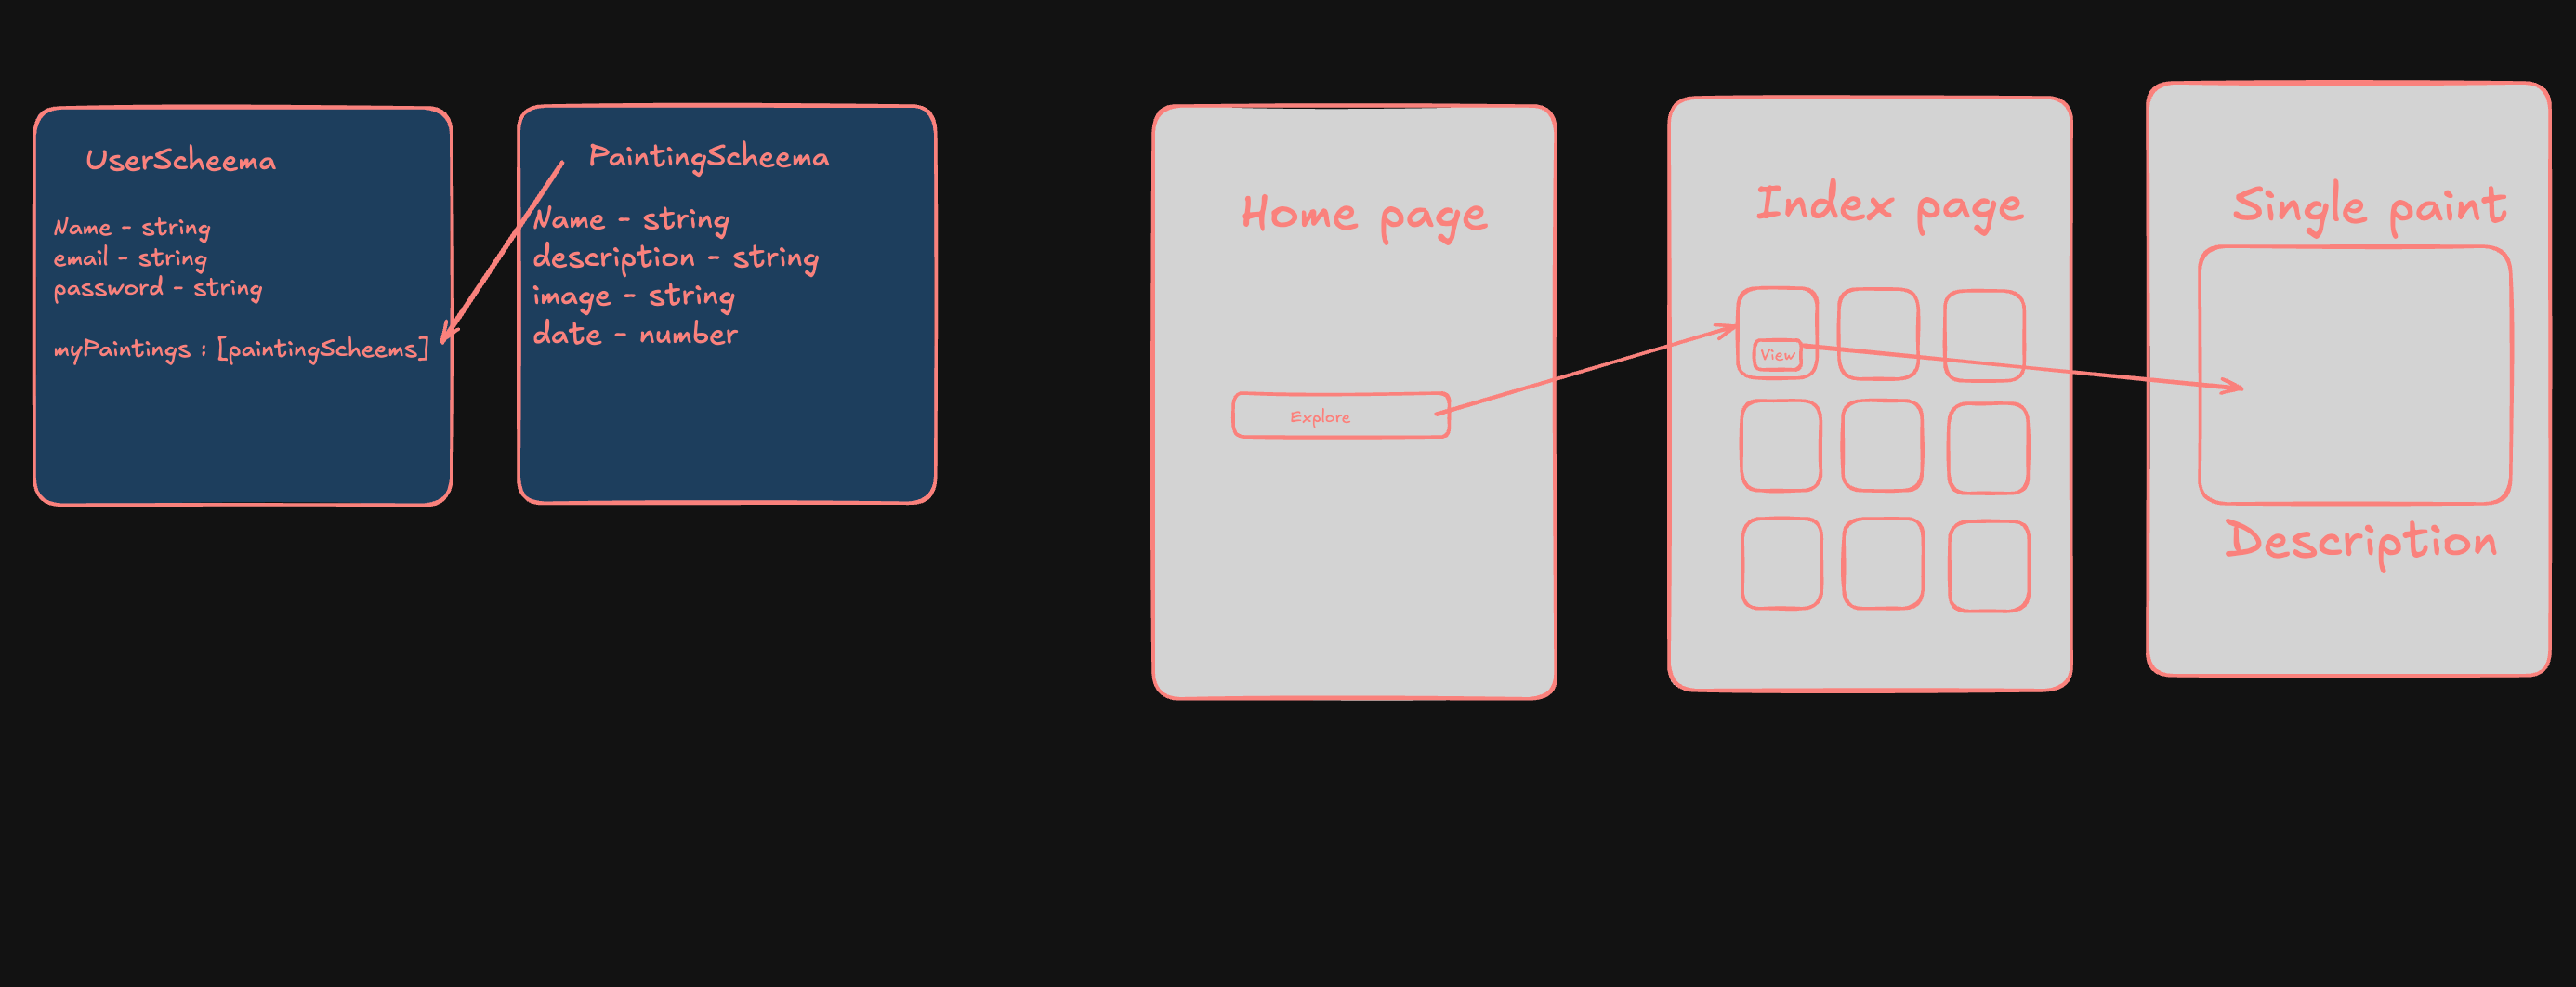 UserScheema
Name - string
email - string
password - string
myPaintings : [paintingScheems]
PaintingScheema
Name - string
description - string
image - string
date - number
Home page
Explore
Index page
View
Single paint
Description